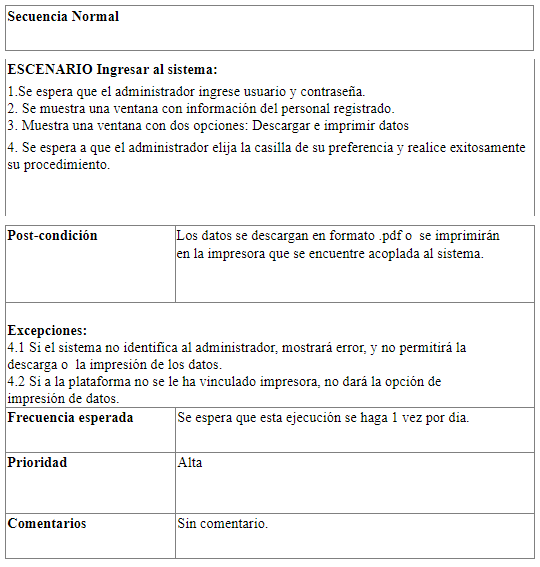 Secuencia Normal
ESCENARIO Ingresar al sistema:
1.Se espera que el administrador ingrese usuario y contraseña.
2. Se muestra una ventana con información del personal registrado.
3. Muestra una ventana con dos opciones: Descargar e imprimir datos
4. Se espera a que el administrador elija la casilla de su preferencia y realice exitosamente
su procedimiento.
Post-condición
Los datos se descargan en formato .pdf o  se imprimirán
en la impresora que se encuentre acoplada al sistema.
Excepciones:
4.1 Si el sistema no identifica al administrador, mostrará error, y no permitirá la
descarga o  la impresión de los datos.
4.2 Si a la plataforma no se le ha vinculado impresora, no dará la opción de
impresión de datos.
Frecuencia esperada
Se espera que esta ejecución se haga 1 vez por día.
Prioridad
Alta
Comentarios
Sin comentario.